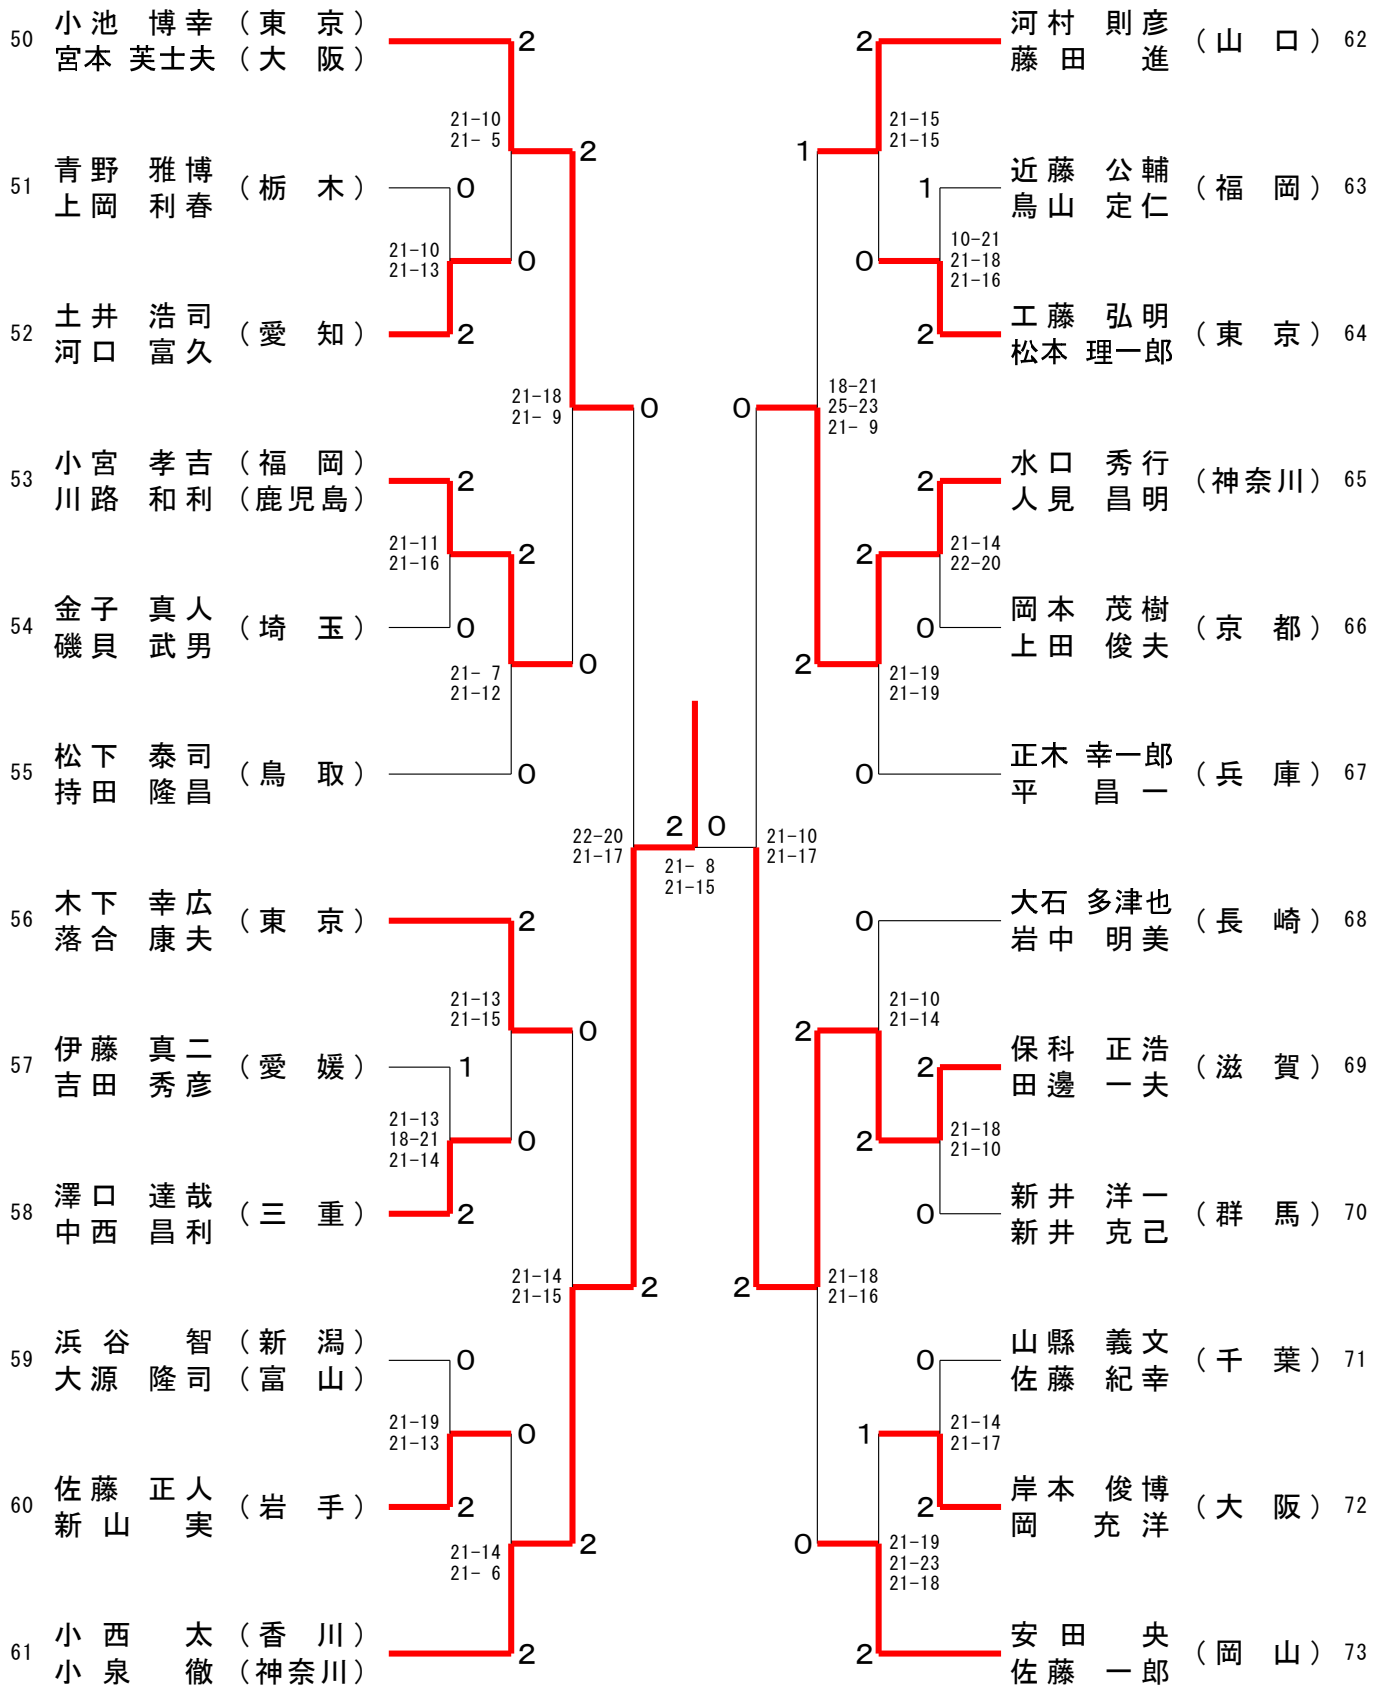 50 小池 博幸 （東 京）
宮本 芙士夫 （大 阪）
51 青野 雅博 （栃 木）
上岡 利春
52 土井 浩司 （愛 知）
河口 富久
53 小宮 孝吉 （福 岡）
川路 和利 （鹿児島）
54 金子 真人 （埼 玉）
磯貝 武男
55 松下 泰司 （鳥 取）
持田 隆昌
56 木下 幸広 （東 京）
落合 康夫
57 伊藤 真二 （愛 媛）
吉田 秀彦
58 澤口 達哉 （三 重）
中西 昌利
59 浜谷 智 （新 潟）
大源 隆司 （富 山）
60 佐藤 正人 （岩 手）
新山 実
61 小西 太 （香 川）
小泉 徹 （神奈川）
2
21-10
21- 5
2
0
21-10
21-13
0
2
21-18
21- 9
0
2
21-11
21-16
2
0
21- 7
21-12
0
0
22-20
21-17
2
21-13
21-15
0
1
21-13
18-21
21-14
0
2
21-14
21-15
2
0
21-19
21-13
0
2
21-14
21- 6
2
2
2 0
21- 8
21-15
河村 則彦 （山 口） 62
藤田 進
近藤 公輔 （福 岡） 63
鳥山 定仁
工藤 弘明 （東 京） 64
松本 理一郎
水口 秀行 （神奈川） 65
人見 昌明
岡本 茂樹 （京 都） 66
上田 俊夫
正木 幸一郎 （兵 庫） 67
平 昌一
大石 多津也 （長 崎） 68
岩中 明美
保科 正浩 （滋 賀） 69
田邊 一夫
新井 洋一 （群 馬） 70
新井 克己
山縣 義文 （千 葉） 71
佐藤 紀幸
岸本 俊博 （大 阪） 72
岡 充洋
安田 央 （岡 山） 73
佐藤 一郎
2
21-15
21-15
1
1
10-21
21-18
21-16
0
2
18-21
25-23
21- 9
0
2
21-14
22-20
2
0
2
21-19
21-19
0
21-10
21-17
0
21-10
21-14
2
2
21-18
21-10
2
0
21-18
21-16
2
0
21-14
21-17
1
2
0
21-19
21-23
21-18
2